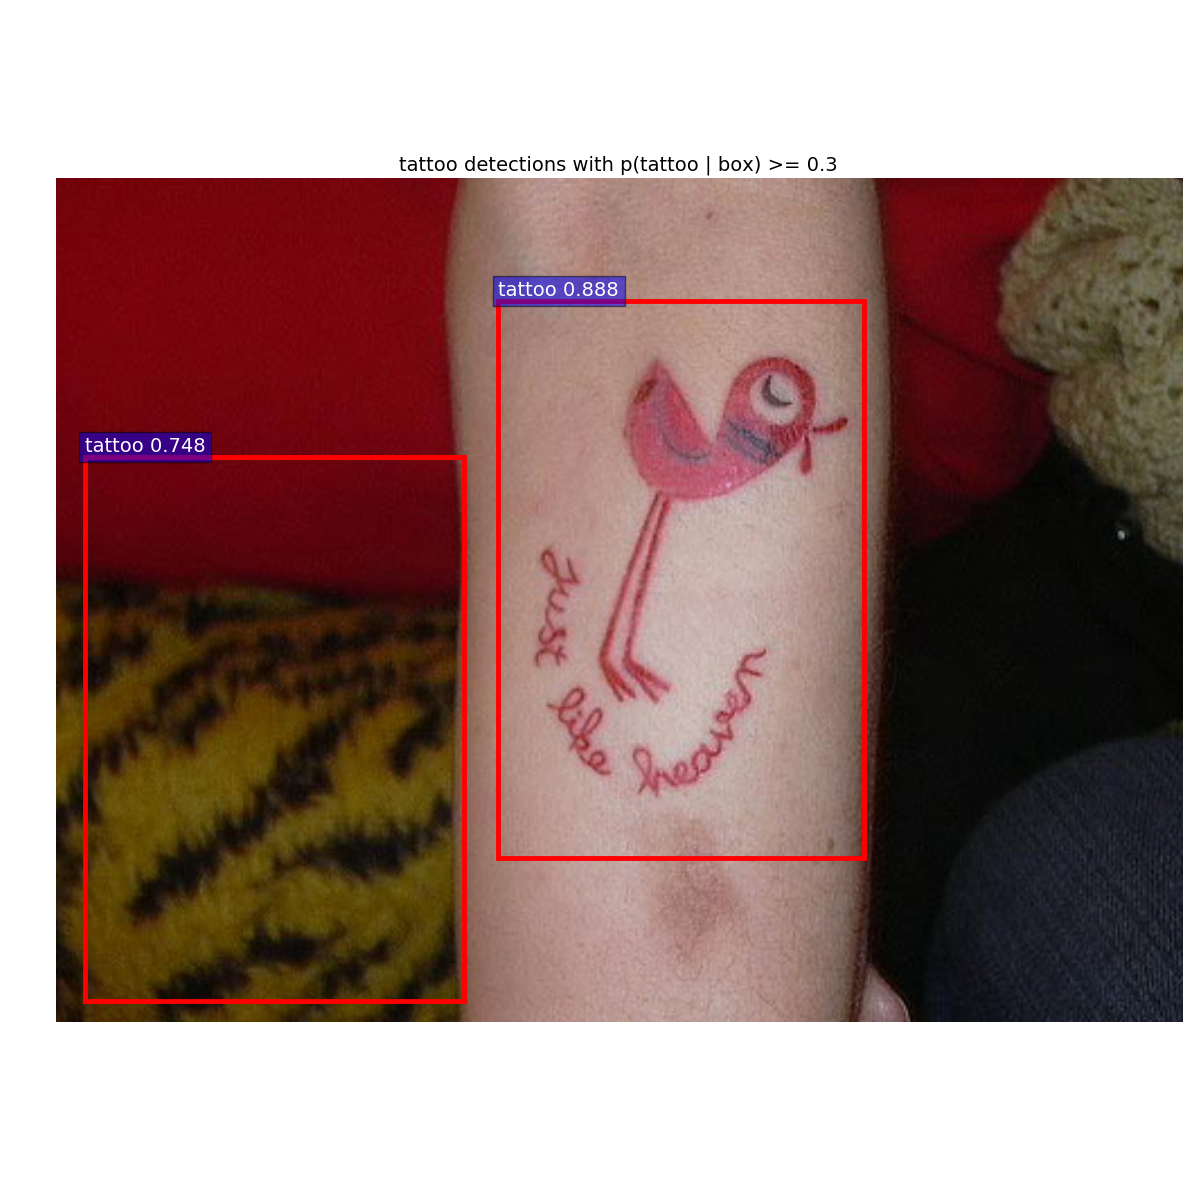 tattoo detections with p(tattoo | box) >= 0.3
tattoo 0.888
tattoo 0.748
Just like heaven